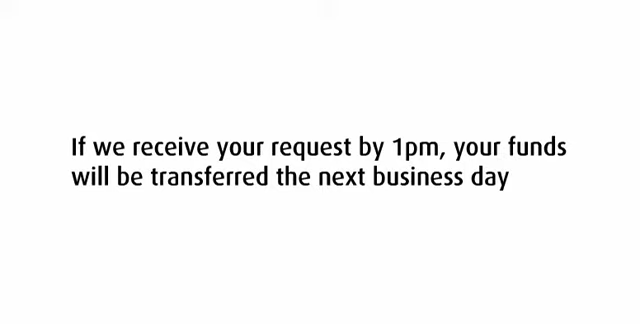 If we receive your request by 1pm, your funds
will be transferred the next business day